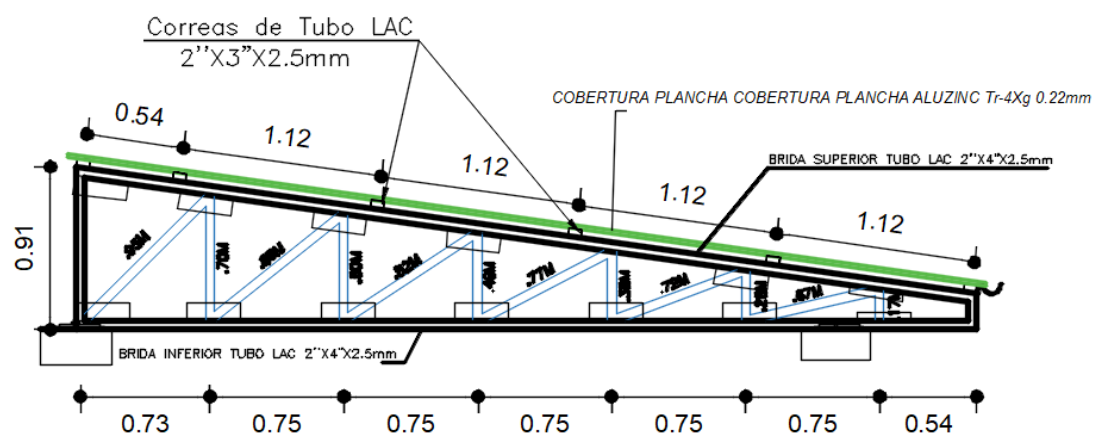 Correas de Tubo LAC
2''X3"X2.5mm
COBERTURA PLANCHA COBERTURA PLANCHA ALUZINC Tr-4Xg 0.22mm
0.54
1.12
1.12
1.12
1.12
BRIDA SUPERIOR TUBO LAC 2''X4"X2.5mm
0.91
.70M
.77M
.67M
BRIDA INFERIOR TUBO LAC 2''X4"X2.5mm
0.73
0.75
0.75
0.75
0.75
0.75
0.54